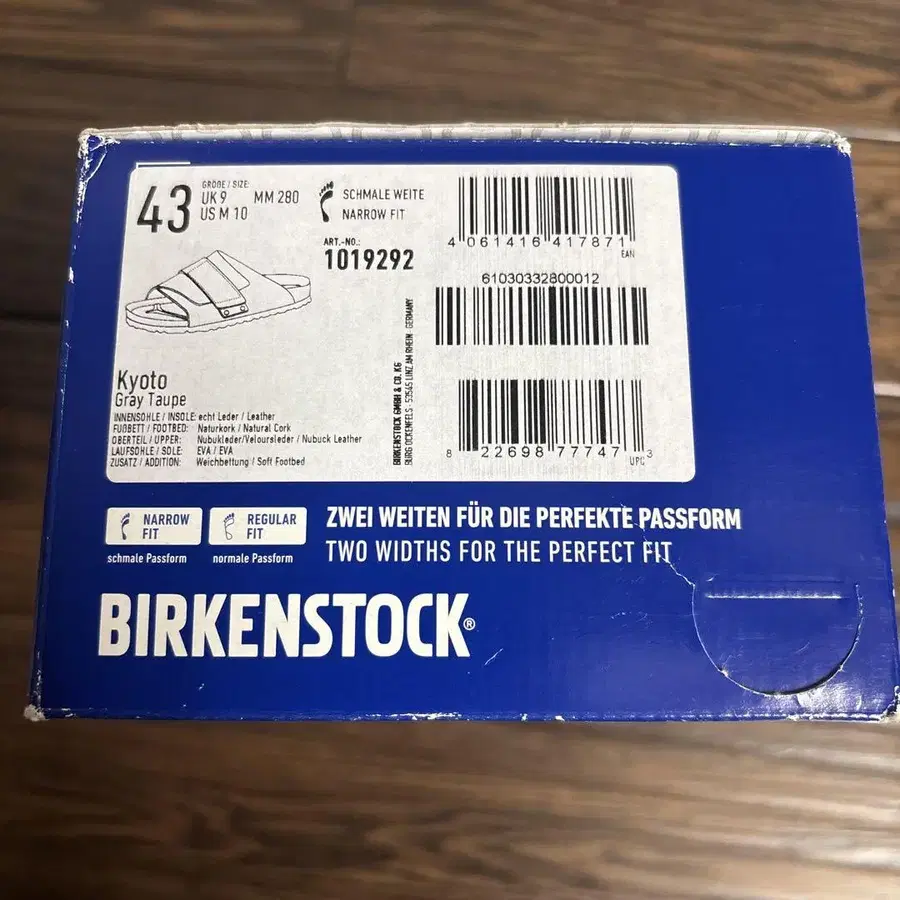 43
GRÖBE / SIZE:
UK 9
US M 10
MM 280
SCHMALE WEITE
NARROW FIT
ART.-NO.:
1019292
4 061416 417871
EAN
61030332800012
8 22698 77747 3
UPC
BIRKENSTOCK GMBH & CO. KG
BURG OCKENFELS - 53545 LINZ AM RHEIN - GERMANY
Kyoto
Gray Taupe
INNENSOHLE / INSOLE: echt Leder / Leather
FUßBETT / FOOTBED: Naturkork / Natural Cork
OBERTEIL / UPPER: Nubukleder/Veloursleder / Nubuck Leather
LAUFSOHLE / SOLE: EVA / EVA
ZUSATZ / ADDITION: Weichbettung / Soft Footbed
NARROW
FIT
schmale Passform
REGULAR
FIT
normale Passform
ZWEI WEITEN FÜR DIE PERFEKTE PASSFORM
TWO WIDTHS FOR THE PERFECT FIT
BIRKENSTOCK®